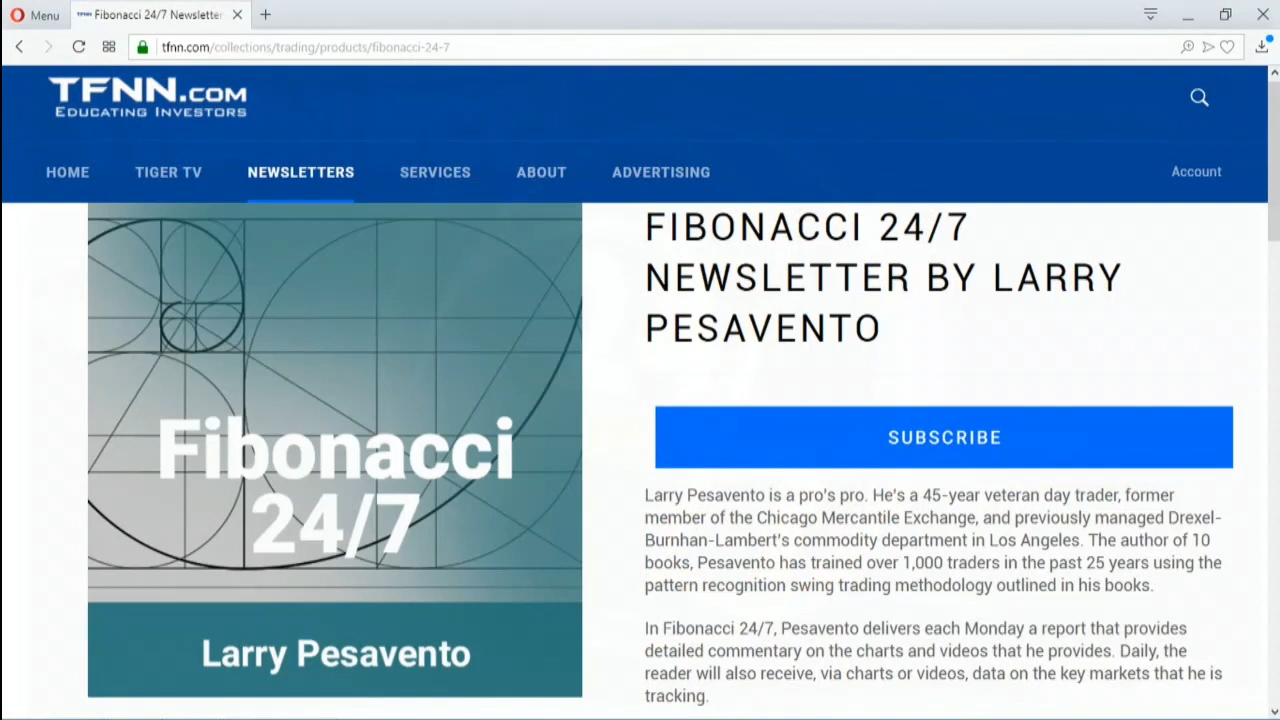 Menu
TFNN Fibonacci 24/7 Newsletter
tfnn.com/collections/trading/products/fibonacci-24-7
TFNN.COM
EDUCATING INVESTORS
HOME TIGER TV NEWSLETTERS SERVICES ABOUT ADVERTISING Account
Fibonacci
24/7
Larry Pesavento
FIBONACCI 24/7
NEWSLETTER BY LARRY
PESAVENTO
SUBSCRIBE
Larry Pesavento is a pro's pro. He's a 45-year veteran day trader, former
member of the Chicago Mercantile Exchange, and previously managed Drexel-
Burnhan-Lambert's commodity department in Los Angeles. The author of 10
books, Pesavento has trained over 1,000 traders in the past 25 years using the
pattern recognition swing trading methodology outlined in his books.
In Fibonacci 24/7, Pesavento delivers each Monday a report that provides
detailed commentary on the charts and videos that he provides. Daily, the
reader will also receive, via charts or videos, data on the key markets that he is
tracking.